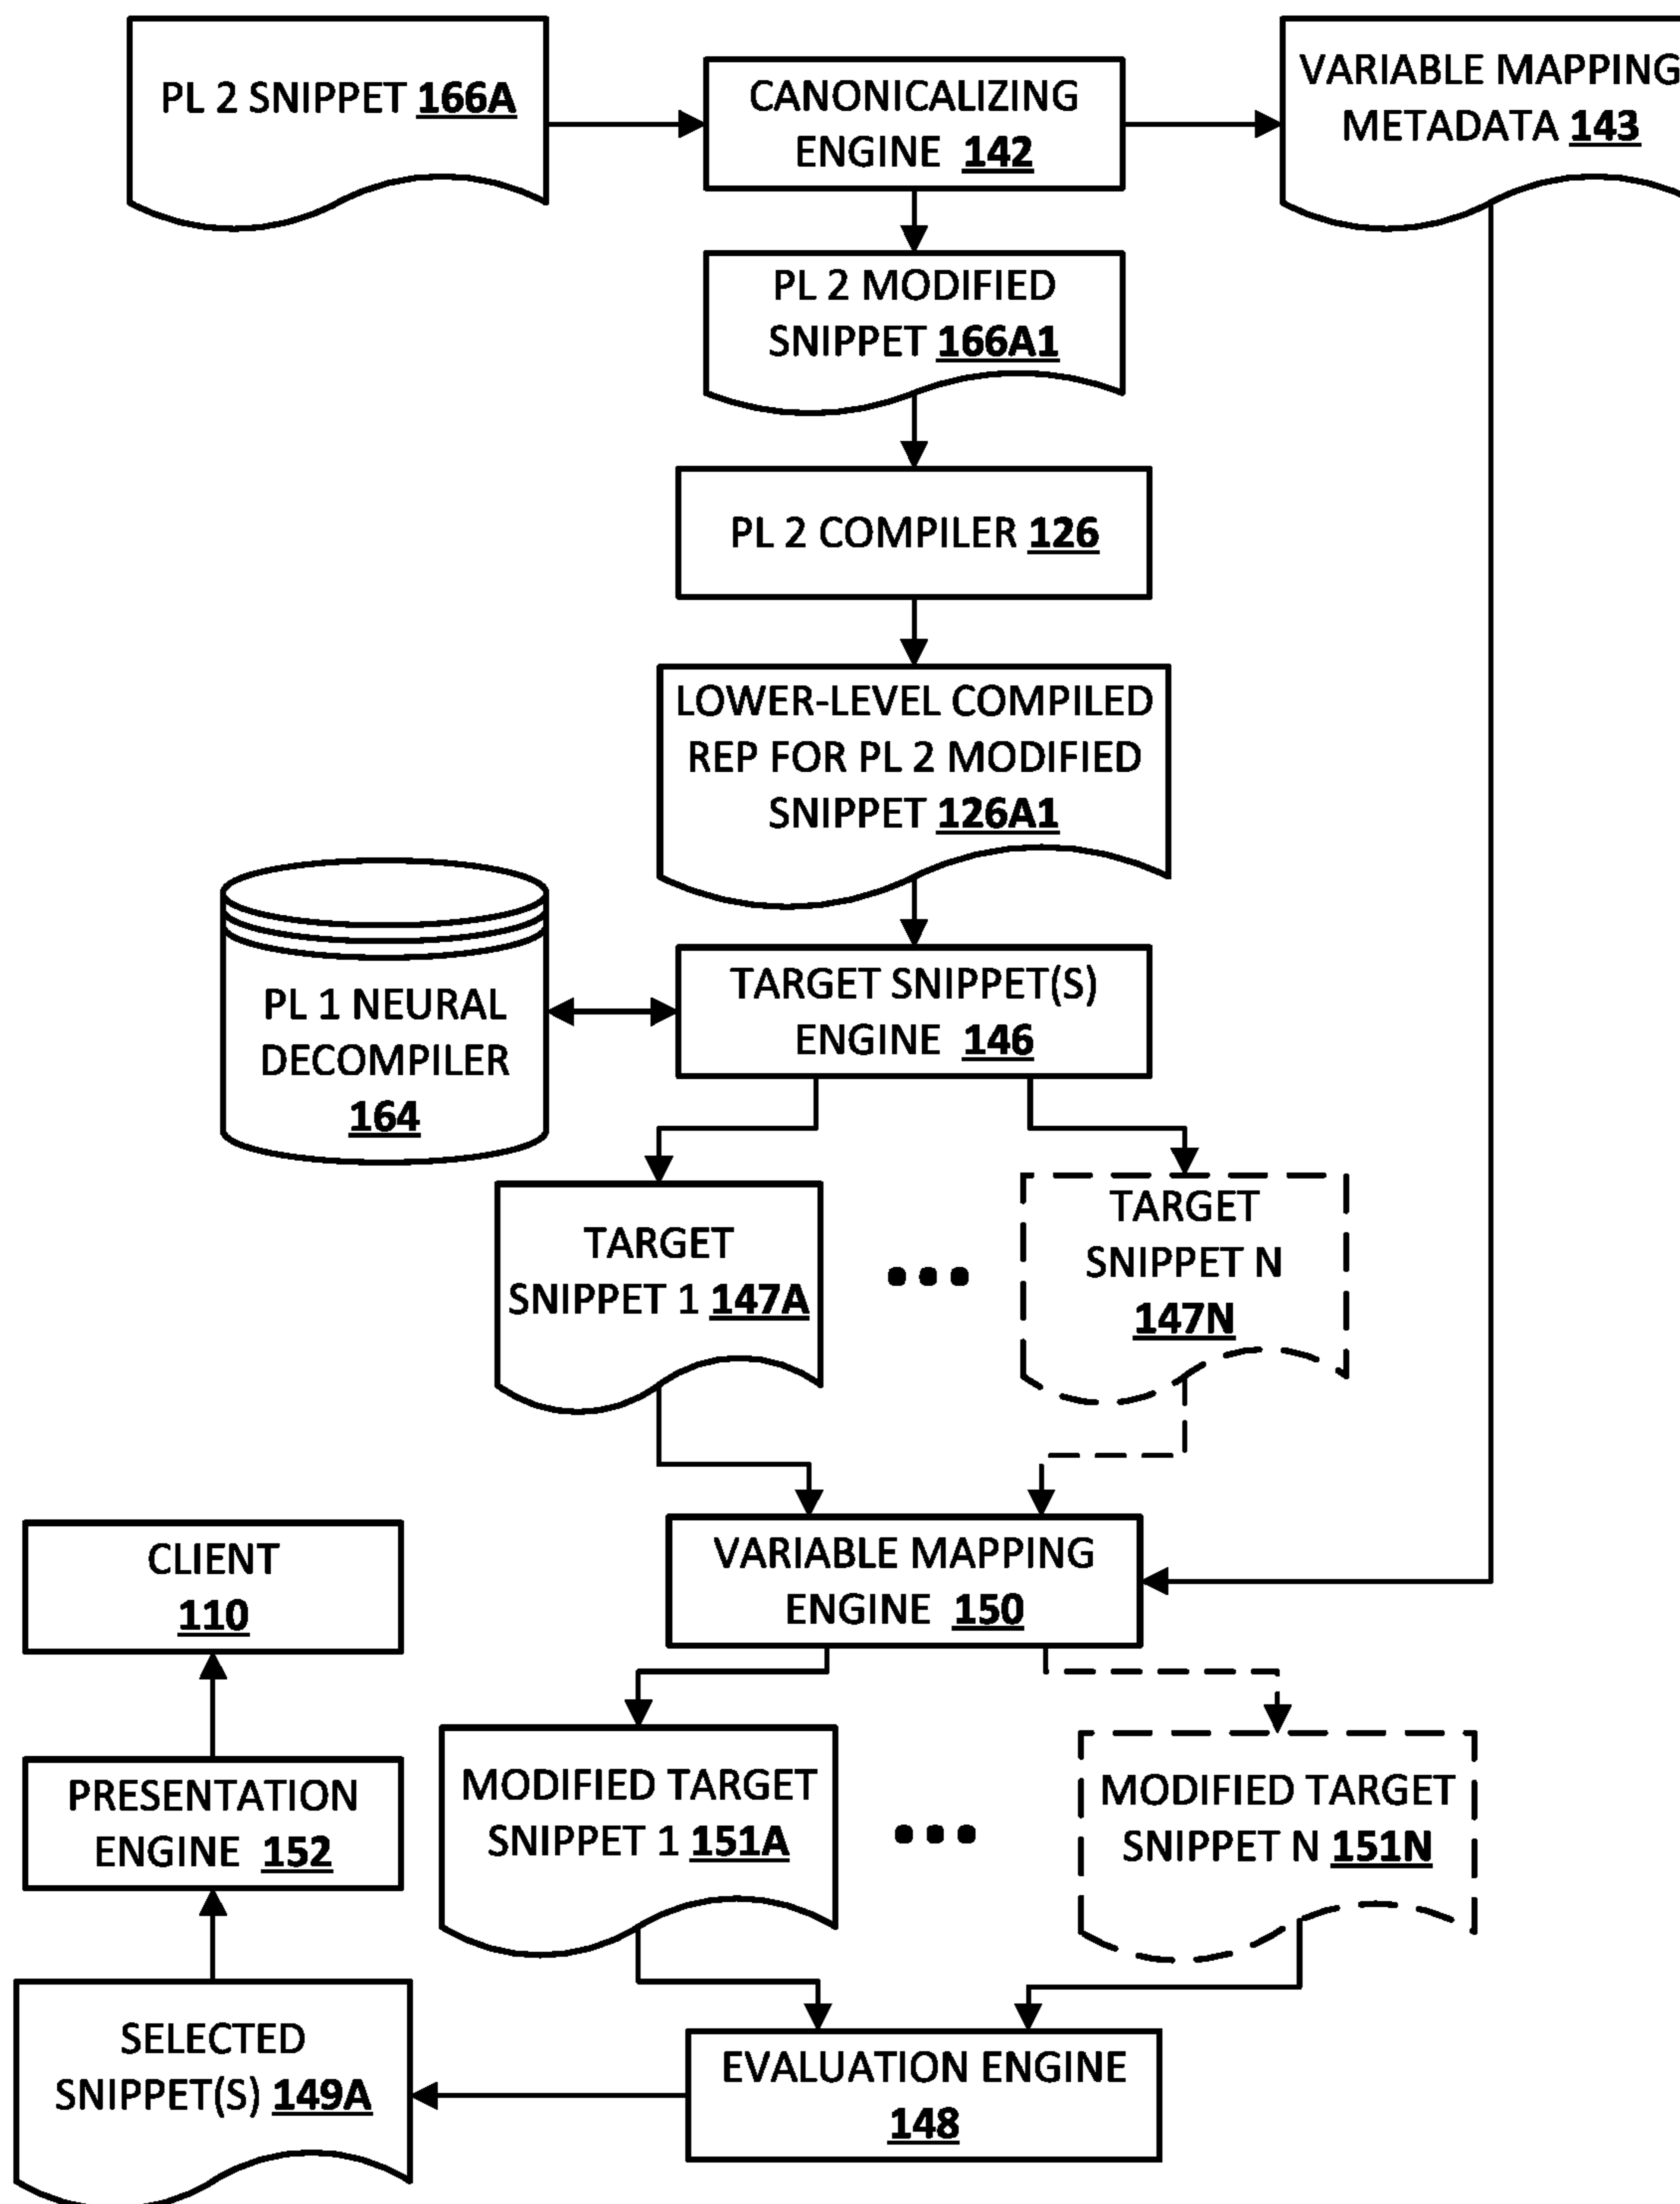 PL 2 SNIPPET 166A
CANONICALIZING
ENGINE 142
VARIABLE MAPPING
METADATA 143
PL 2 MODIFIED
SNIPPET 166A1
PL 2 COMPILER 126
LOWER-LEVEL COMPILED
REP FOR PL 2 MODIFIED
SNIPPET 126A1
PL 1 NEURAL
DECOMPILER
164
TARGET SNIPPET(S)
ENGINE 146
TARGET
SNIPPET 1 147A
TARGET
SNIPPET N
147N
VARIABLE MAPPING
ENGINE 150
CLIENT
110
PRESENTATION
ENGINE 152
MODIFIED TARGET
SNIPPET 1 151A
MODIFIED TARGET
SNIPPET N 151N
SELECTED
SNIPPET(S) 149A
EVALUATION ENGINE
148